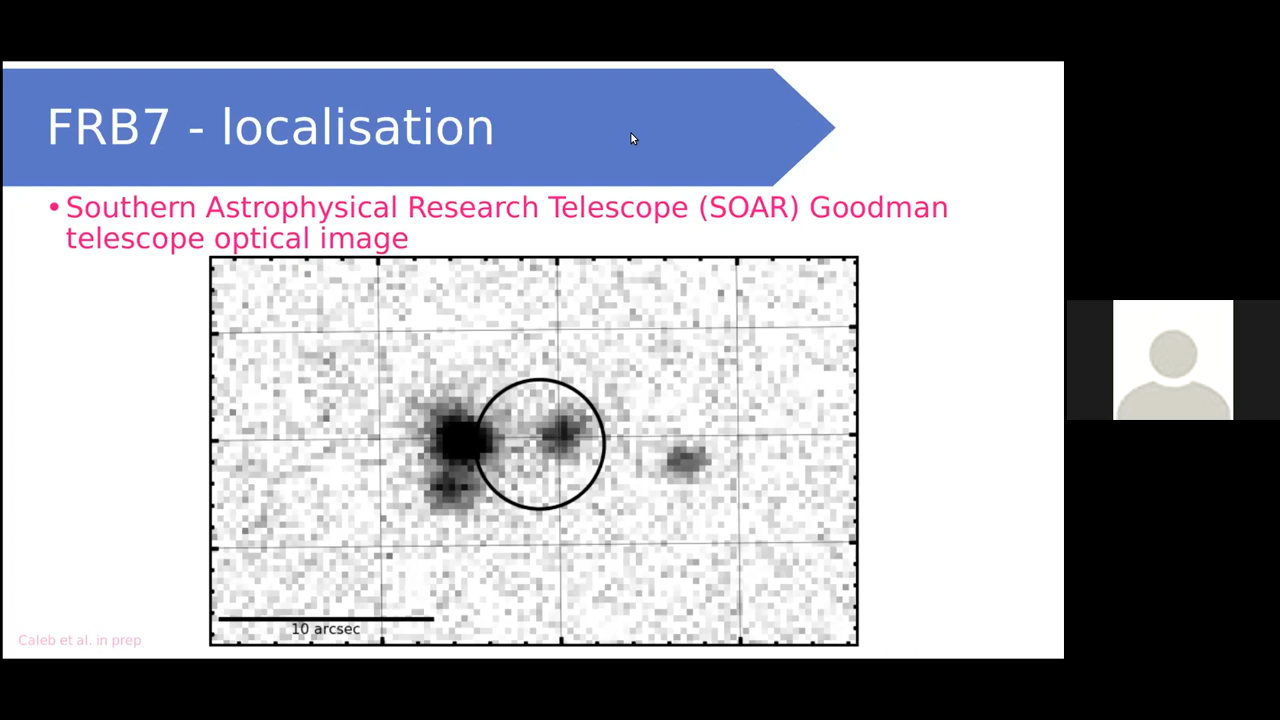 FRB7 - localisation
• Southern Astrophysical Research Telescope (SOAR) Goodman
telescope optical image
10 arcsec
Caleb et al. in prep